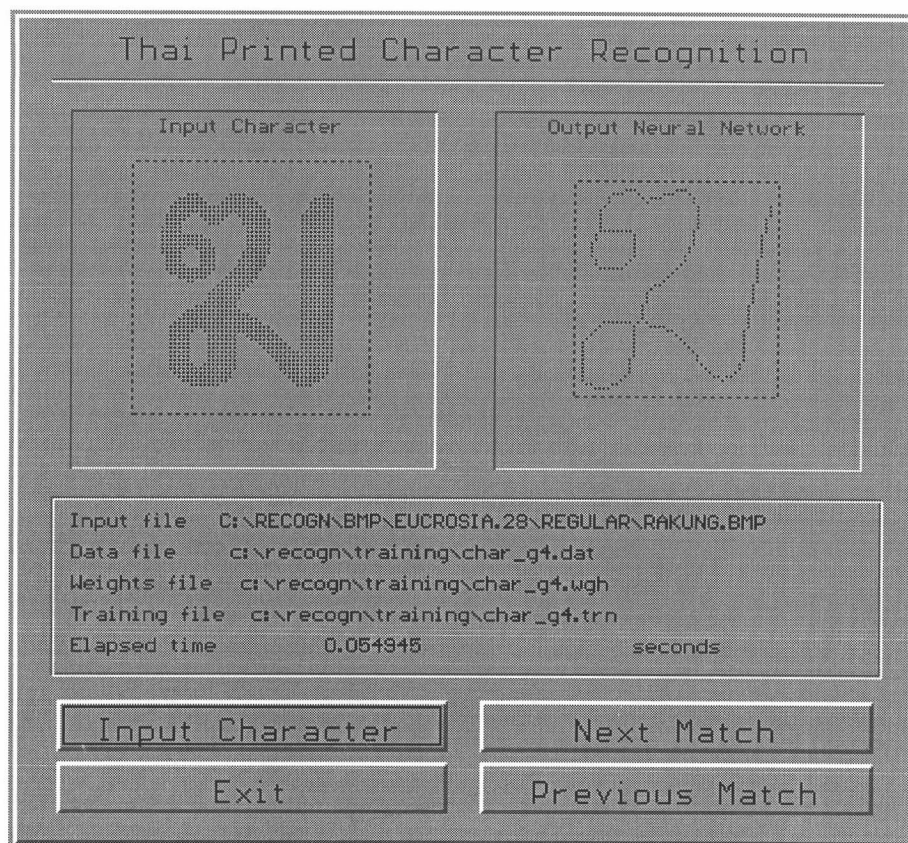 Thai Printed Character Recognition
Input Character
Output Neural Network
ฆ
ฆ
Input file C:\RECOGN\BMP\EUCROSIA.28\REGULAR\RAKUNG.BMP
Data file c:\recogn\training\char_g4.dat
Weights file c:\recogn\training\char_g4.wgh
Training file c:\recogn\training\char_g4.trn
Elapsed time 0.054945 seconds
Input Character
Next Match
Exit
Previous Match